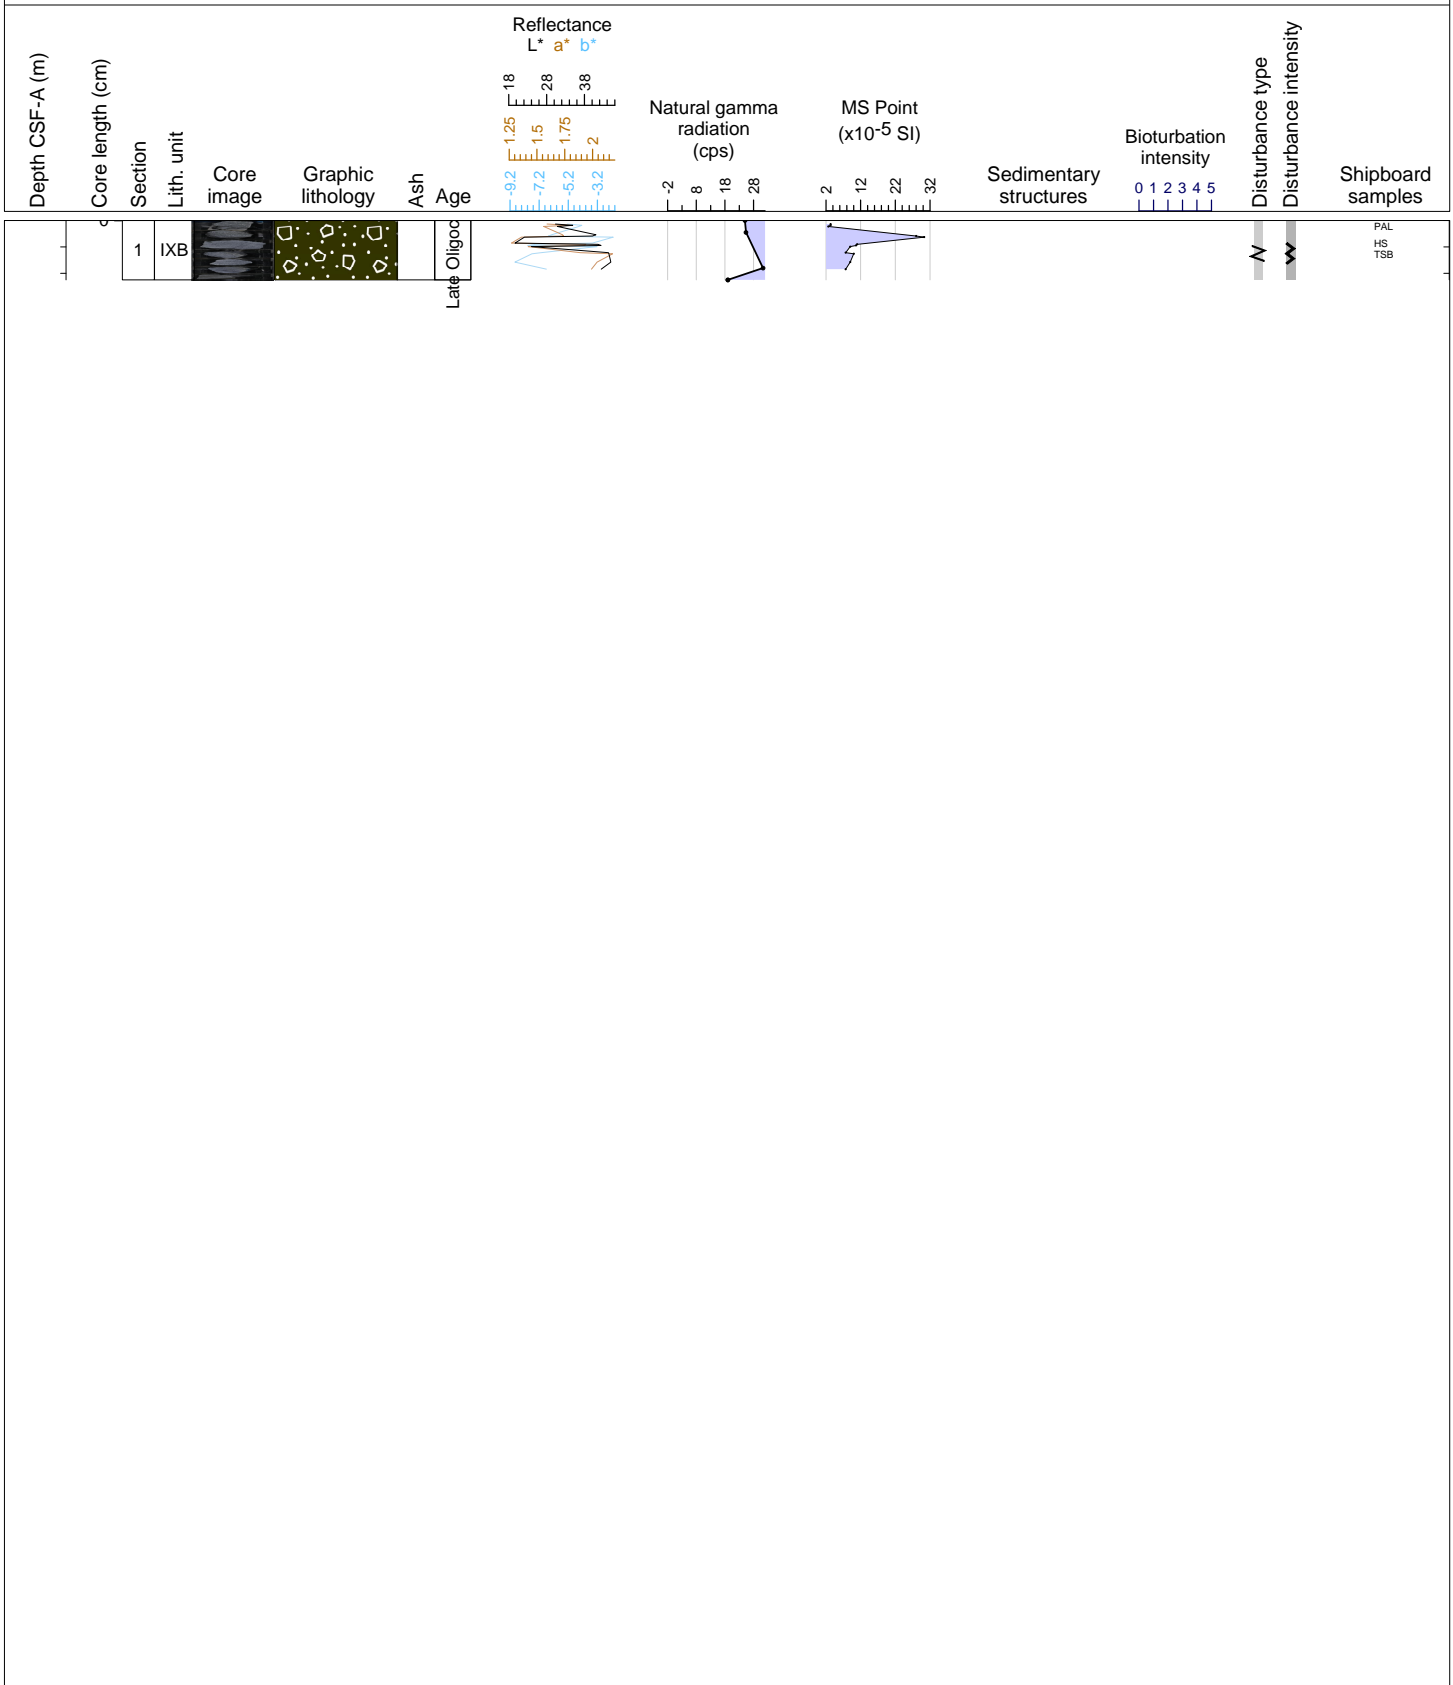 Depth CSF-A (m)
Core length (cm)
Section
Lith. unit
Core
image
Graphic
lithology
Ash
Age
Reflectance
L* a* b*
18 28 38
1.25 1.5 1.75 2
-9.2 -7.2 -5.2 -3.2
Natural gamma
radiation
(cps)
-2 8 18 28
MS Point
(x10-5 SI)
2 12 22 32
Sedimentary
structures
Bioturbation
intensity
0 1 2 3 4 5
Disturbance type
Disturbance intensity
Shipboard
samples
1
IXB
Late Oligoc
PAL
HS
TSB